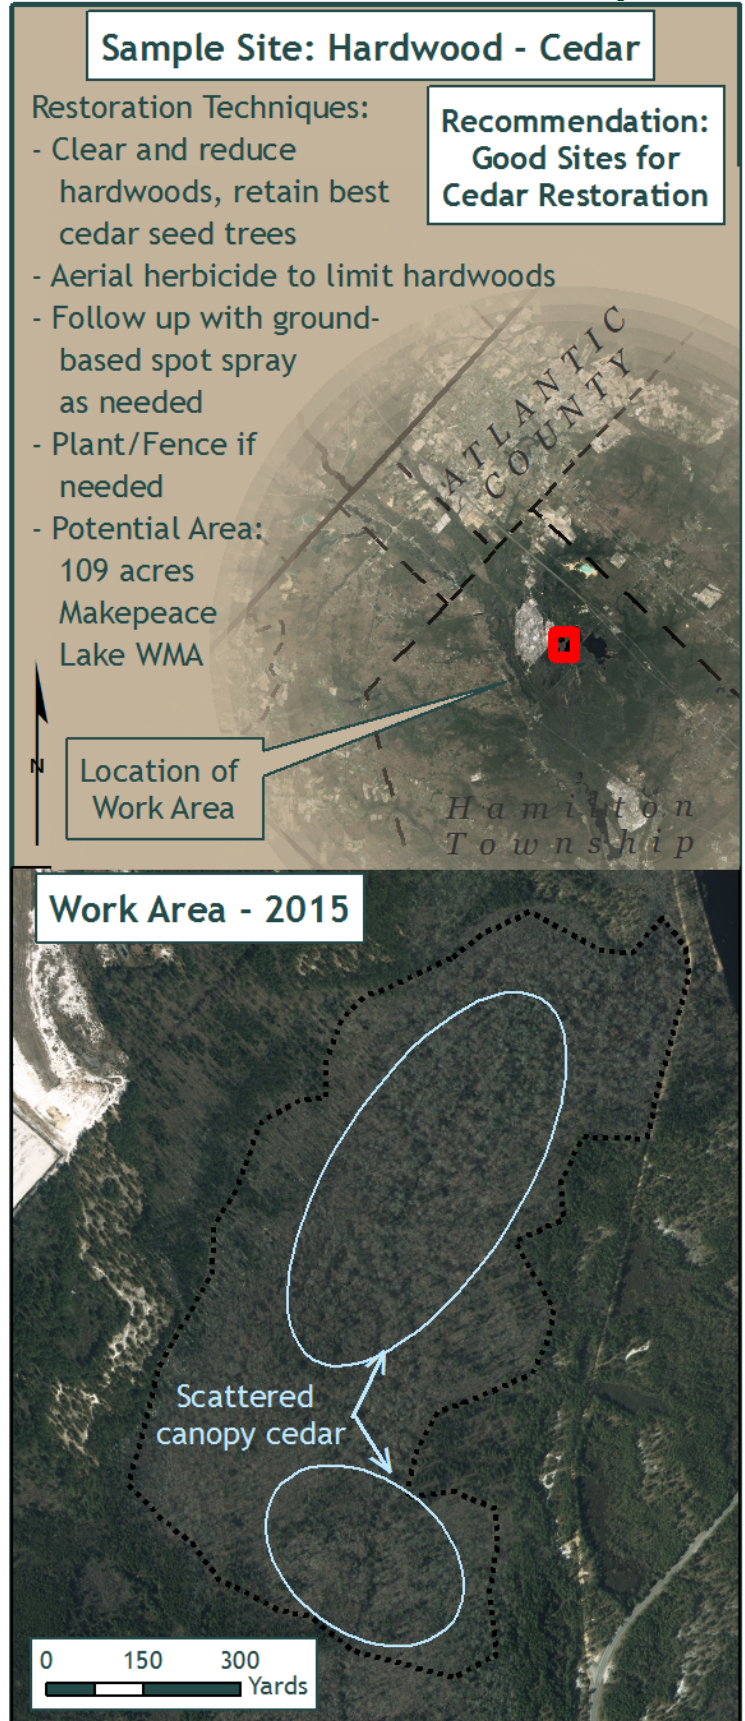 Sample Site: Hardwood - Cedar
Restoration Techniques:
- Clear and reduce
hardwoods, retain best
cedar seed trees
- Aerial herbicide to limit hardwoods
- Follow up with ground-
based spot spray
as needed
- Plant/Fence if
needed
- Potential Area:
109 acres
Makepeace
Lake WMA
Recommendation:
Good Sites for
Cedar Restoration
ATLANTIC
COUNTY
N
Location of
Work Area
Hamilton
Township
Work Area - 2015
Scattered
canopy cedar
0 150 300
Yards